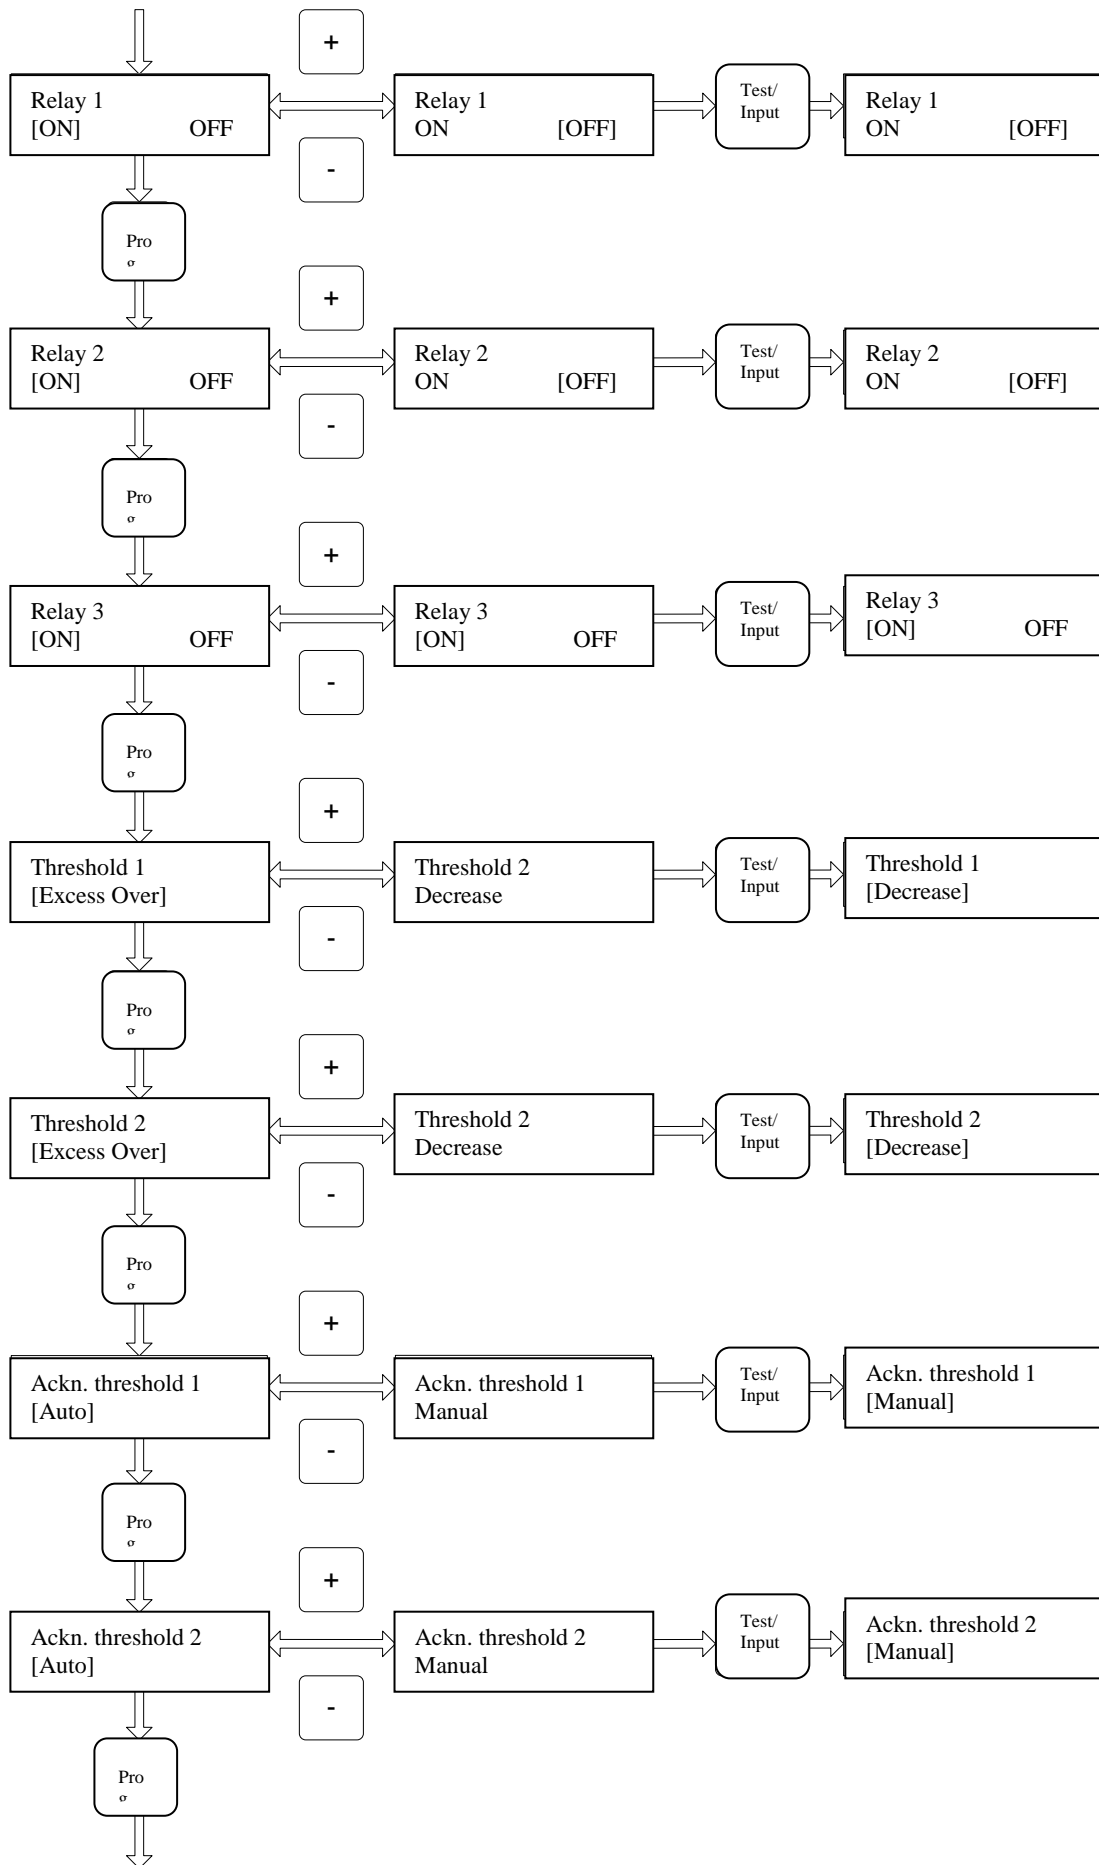 +
Relay 1
[ON] OFF
Relay 1
ON [OFF]
Test/
Input
Relay 1
ON [OFF]
-
Pro
+
Relay 2
[ON] OFF
Relay 2
ON [OFF]
Test/
Input
Relay 2
ON [OFF]
-
Pro
+
Relay 3
[ON] OFF
Relay 3
[ON] OFF
Test/
Input
Relay 3
[ON] OFF
-
Pro
+
Threshold 1
[Excess Over]
Threshold 2
Decrease
Test/
Input
Threshold 1
[Decrease]
-
Pro
+
Threshold 2
[Excess Over]
Threshold 2
Decrease
Test/
Input
Threshold 2
[Decrease]
-
Pro
+
Ackn. threshold 1
[Auto]
Ackn. threshold 1
Manual
Test/
Input
Ackn. threshold 1
[Manual]
-
Pro
+
Ackn. threshold 2
[Auto]
Ackn. threshold 2
Manual
Test/
Input
Ackn. threshold 2
[Manual]
-
Pro